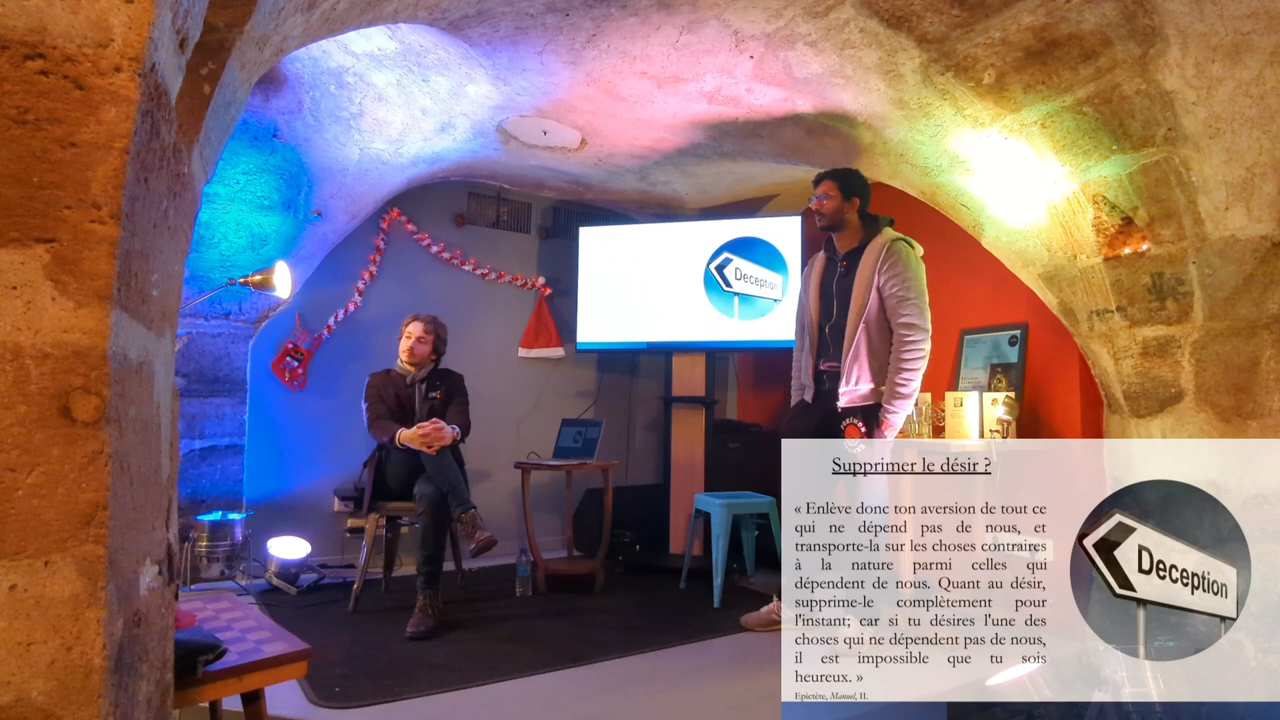 Deception
Supprimer le désir ?
« Enlève donc ton aversion de tout ce
qui ne dépend pas de nous, et
transporte-la sur les choses contraires
à la nature parmi celles qui
dépendent de nous. Quant au désir,
supprime-le complètement pour
l'instant; car si tu désires l'une des
choses qui ne dépendent pas de nous,
il est impossible que tu sois
heureux. »
Epictète, Manuel, II.
Deception